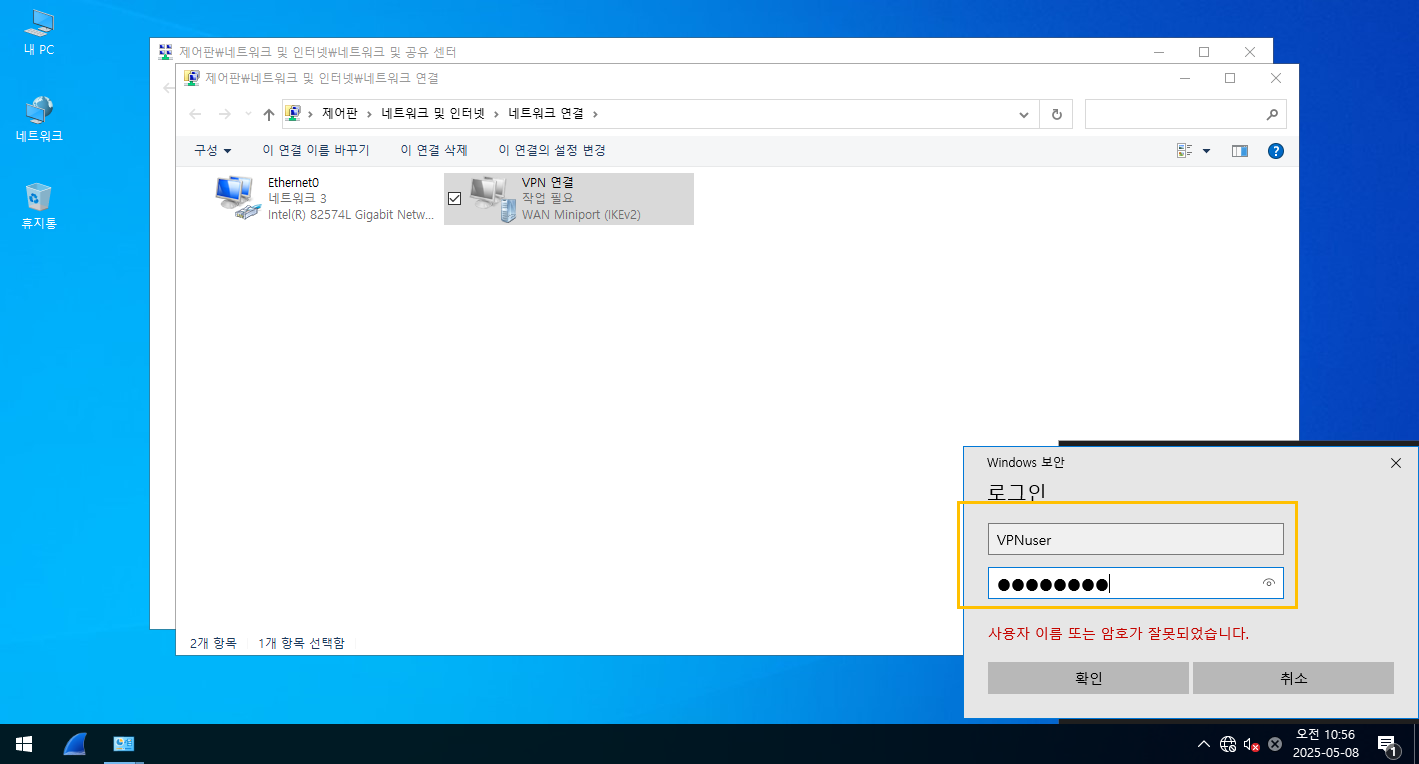 내 PC
네트워크
휴지통
제어판₩네트워크 및 인터넷₩네트워크 및 공유 센터
제어판₩네트워크 및 인터넷₩네트워크 연결
제어판 › 네트워크 및 인터넷 › 네트워크 연결 ›
구성 이 연결 이름 바꾸기 이 연결 삭제 이 연결의 설정 변경
Ethernet0
네트워크 3
Intel(R) 82574L Gigabit Netw...
VPN 연결
작업 필요
WAN Miniport (IKEv2)
2개 항목 1개 항목 선택함
Windows 보안
로그인
VPNuser
●●●●●●●●
사용자 이름 또는 암호가 잘못되었습니다.
확인 취소
오전 10:56
2025-05-08
1